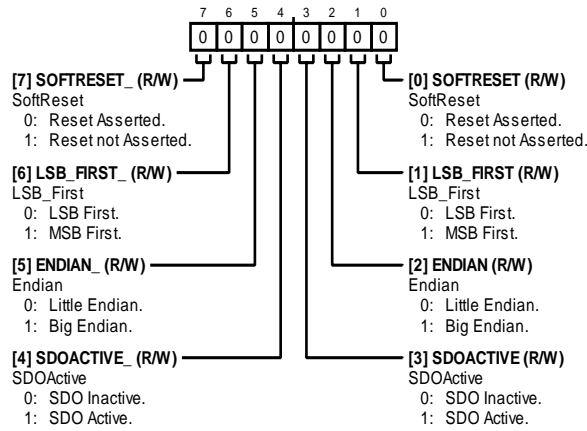 7 6 5 4 3 2 1 0
0 0 0 0 0 0 0 0
[7] SOFTRESET_ (R/W)
SoftReset
0: Reset Asserted.
1: Reset not Asserted.
[6] LSB_FIRST_ (R/W)
LSB_First
0: LSB First.
1: MSB First.
[5] ENDIAN_ (R/W)
Endian
0: Little Endian.
1: Big Endian.
[4] SDOACTIVE_ (R/W)
SDOActive
0: SDO Inactive.
1: SDO Active.
[0] SOFTRESET (R/W)
SoftReset
0: Reset Asserted.
1: Reset not Asserted.
[1] LSB_FIRST (R/W)
LSB_First
0: LSB First.
1: MSB First.
[2] ENDIAN (R/W)
Endian
0: Little Endian.
1: Big Endian.
[3] SDOACTIVE (R/W)
SDOActive
0: SDO Inactive.
1: SDO Active.